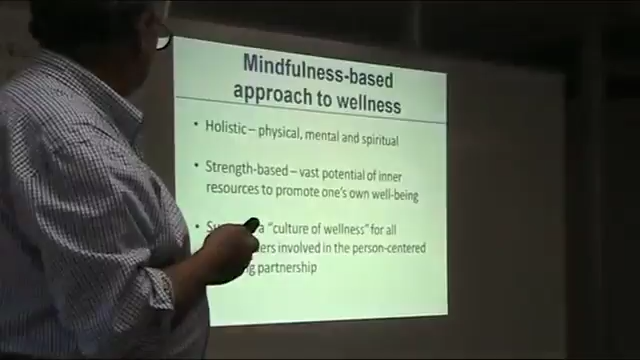 Mindfulness-based
approach to wellness
• Holistic – physical, mental and spiritual
• Strength-based – vast potential of inner
resources to promote one's own well-being
• a "culture of wellness" for all
involved in the person-centered
partnership